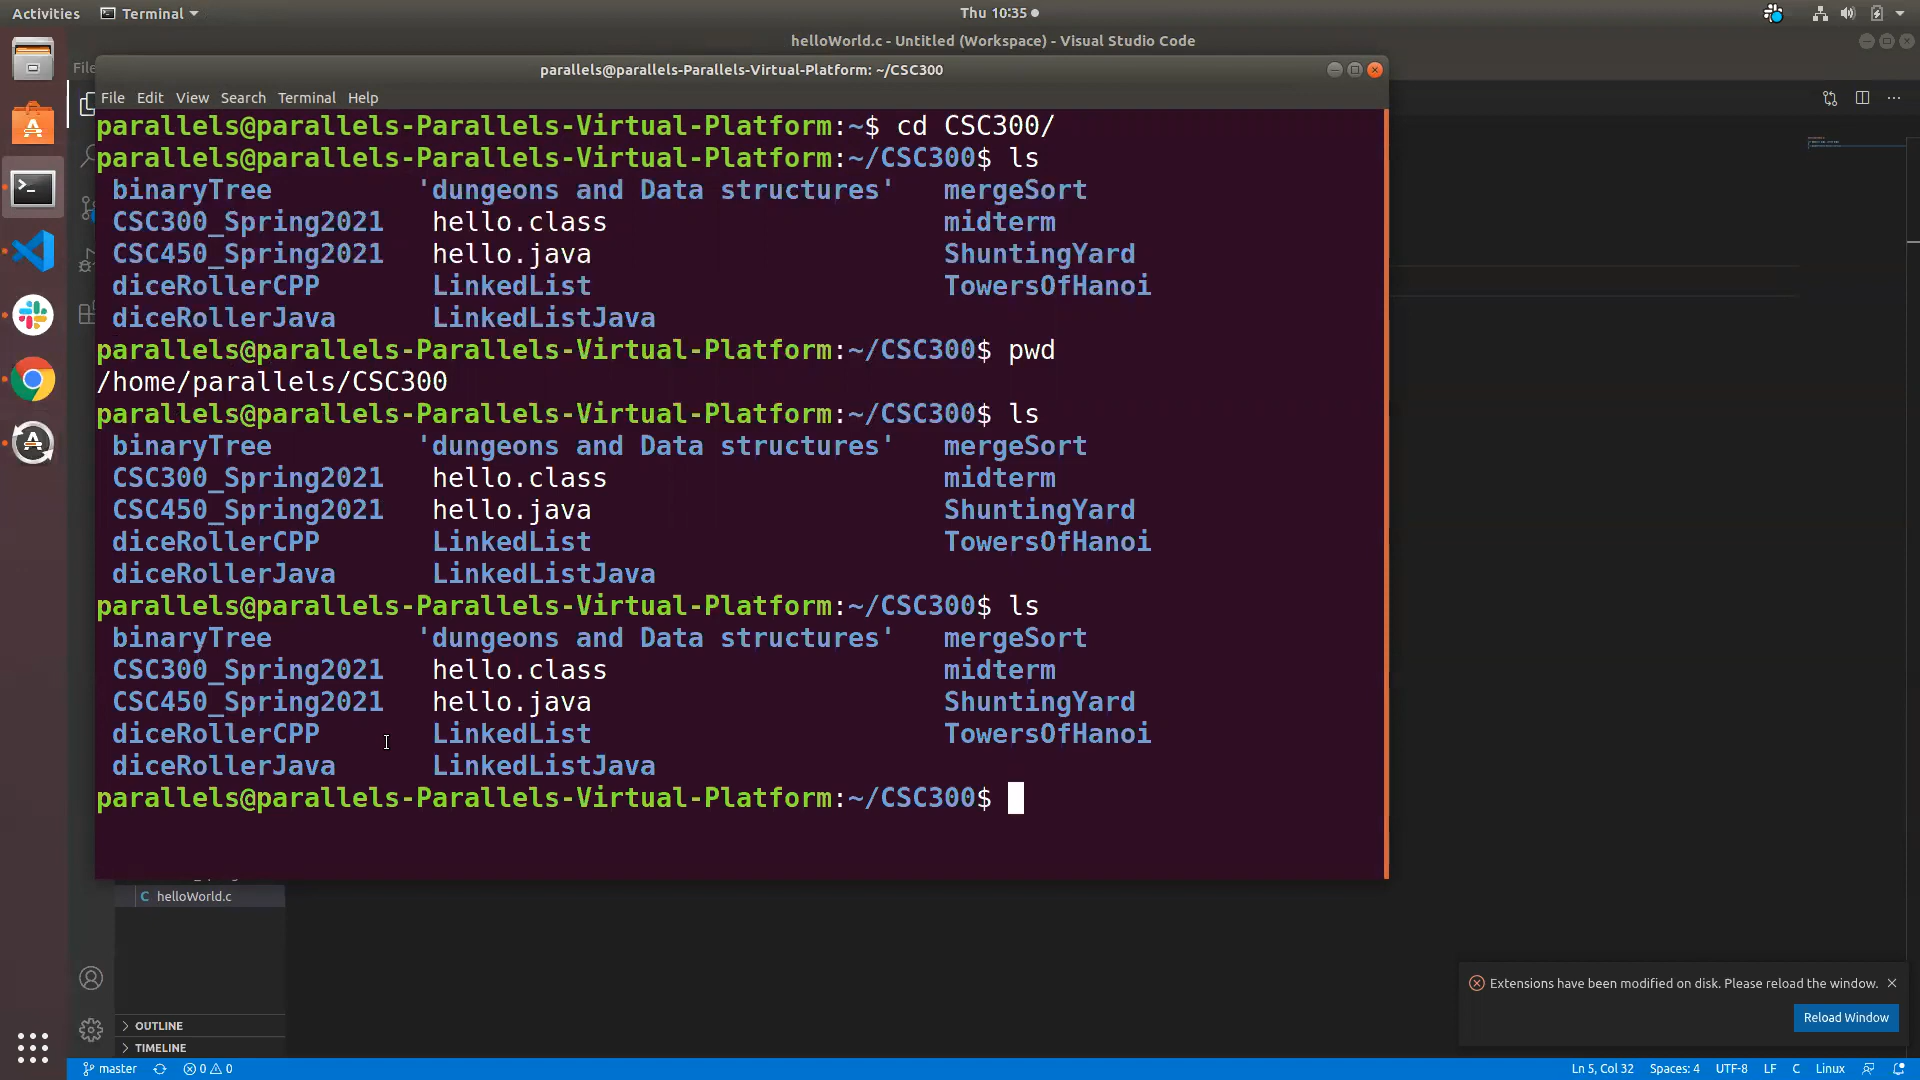 Activities Terminal Thu 10:35
helloWorld.c - Untitled (Workspace) - Visual Studio Code
File
parallels@parallels-Parallels-Virtual-Platform: ~/CSC300
File Edit View Search Terminal Help
parallels@parallels-Parallels-Virtual-Platform:~$ cd CSC300/
parallels@parallels-Parallels-Virtual-Platform:~/CSC300$ ls
binaryTree 'dungeons and Data structures' mergeSort
CSC300_Spring2021 hello.class midterm
CSC450_Spring2021 hello.java ShuntingYard
diceRollerCPP LinkedList TowersOfHanoi
diceRollerJava LinkedListJava
parallels@parallels-Parallels-Virtual-Platform:~/CSC300$ pwd
/home/parallels/CSC300
parallels@parallels-Parallels-Virtual-Platform:~/CSC300$ ls
binaryTree 'dungeons and Data structures' mergeSort
CSC300_Spring2021 hello.class midterm
CSC450_Spring2021 hello.java ShuntingYard
diceRollerCPP LinkedList TowersOfHanoi
diceRollerJava LinkedListJava
parallels@parallels-Parallels-Virtual-Platform:~/CSC300$ ls
binaryTree 'dungeons and Data structures' mergeSort
CSC300_Spring2021 hello.class midterm
CSC450_Spring2021 hello.java ShuntingYard
diceRollerCPP LinkedList TowersOfHanoi
diceRollerJava LinkedListJava
parallels@parallels-Parallels-Virtual-Platform:~/CSC300$
C helloWorld.c
Extensions have been modified on disk. Please reload the window.
Reload Window
OUTLINE
TIMELINE
master 0 0 Ln 5, Col 32 Spaces: 4 UTF-8 LF C Linux